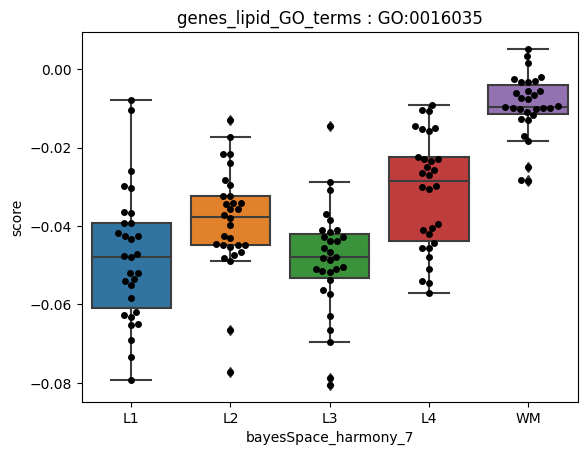 genes_lipid_GO_terms : GO:0016035
0.00
−0.02
−0.04
−0.06
−0.08
score
L1 L2 L3 L4 WM
bayesSpace_harmony_7